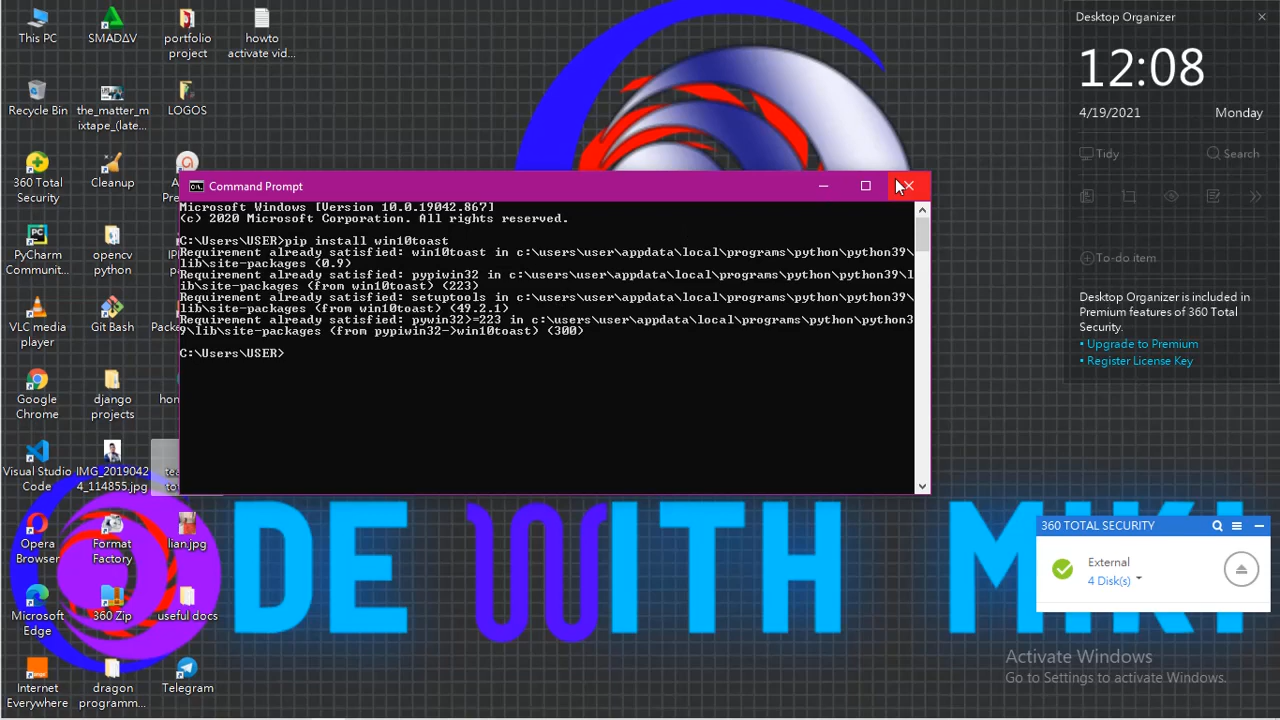 This PC
SMADΔV
portfolio
project
howto
activate vid...
Recycle Bin
the_matter_m
ixtape_(late...
LOGOS
360 Total
Security
Cleanup
PyCharm
Communit...
opencv
python
VLC media
player
Git Bash
Google
Chrome
django
projects
Visual Studio
Code
IMG_2019042
4_114855.jpg
Opera
Browser
Format
Factory
lian.jpg
Microsoft
Edge
360 Zip
useful docs
Internet
Everywhere
dragon
programm...
Telegram
Command Prompt
Microsoft Windows [Version 10.0.19042.867]
(c) 2020 Microsoft Corporation. All rights reserved.
C:\Users\USER>pip install win10toast
Requirement already satisfied: win10toast in c:\users\user\appdata\local\programs\python\python39\
lib\site-packages (0.9)
Requirement already satisfied: pypiwin32 in c:\users\user\appdata\local\programs\python\python39\l
ib\site-packages (from win10toast) (223)
Requirement already satisfied: setuptools in c:\users\user\appdata\local\programs\python\python39\
lib\site-packages (from win10toast) (49.2.1)
Requirement already satisfied: pywin32>=223 in c:\users\user\appdata\local\programs\python\python3
9\lib\site-packages (from pypiwin32->win10toast) (300)
C:\Users\USER>
DE WITH MIKI
Desktop Organizer
12:08
4/19/2021 Monday
Tidy Search
To-do item
Desktop Organizer is included in
Premium features of 360 Total
Security.
• Upgrade to Premium
• Register License Key
360 TOTAL SECURITY
External
4 Disk(s)
Activate Windows
Go to Settings to activate Windows.